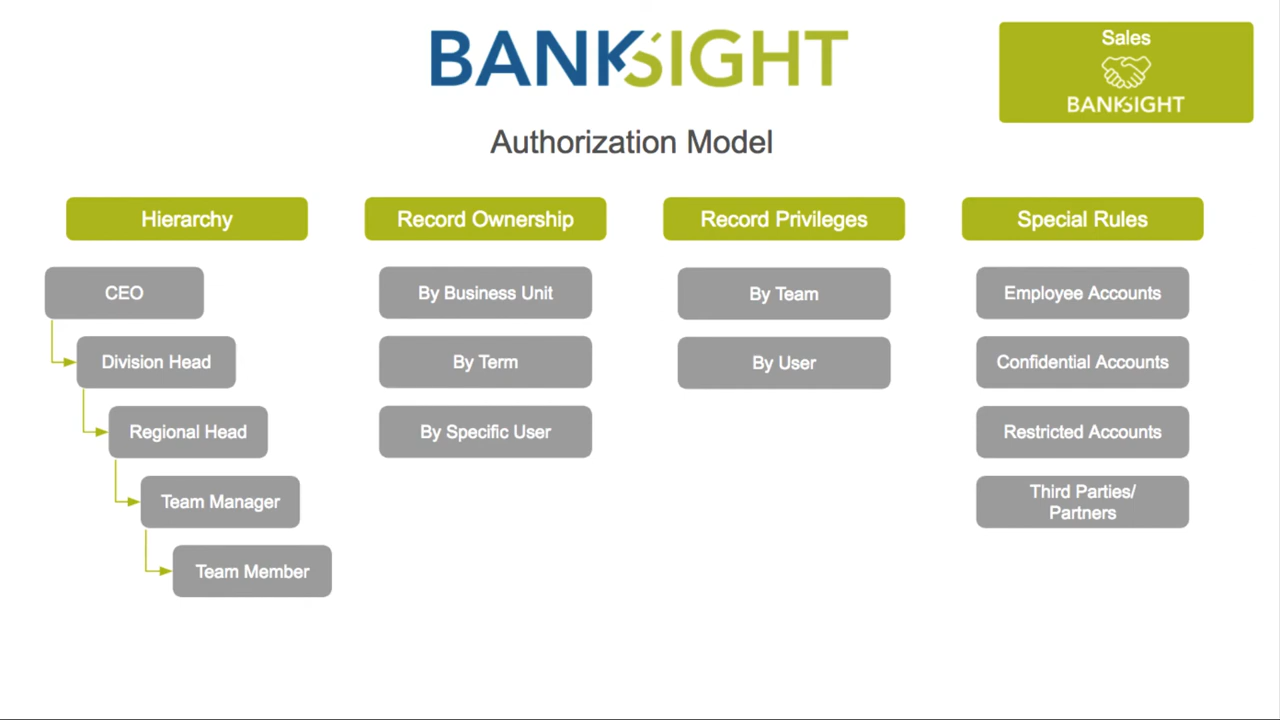 BANKSIGHT
Sales
BANKSIGHT
Authorization Model
Hierarchy
CEO
Division Head
Regional Head
Team Manager
Team Member
Record Ownership
By Business Unit
By Term
By Specific User
Record Privileges
By Team
By User
Special Rules
Employee Accounts
Confidential Accounts
Restricted Accounts
Third Parties/
Partners